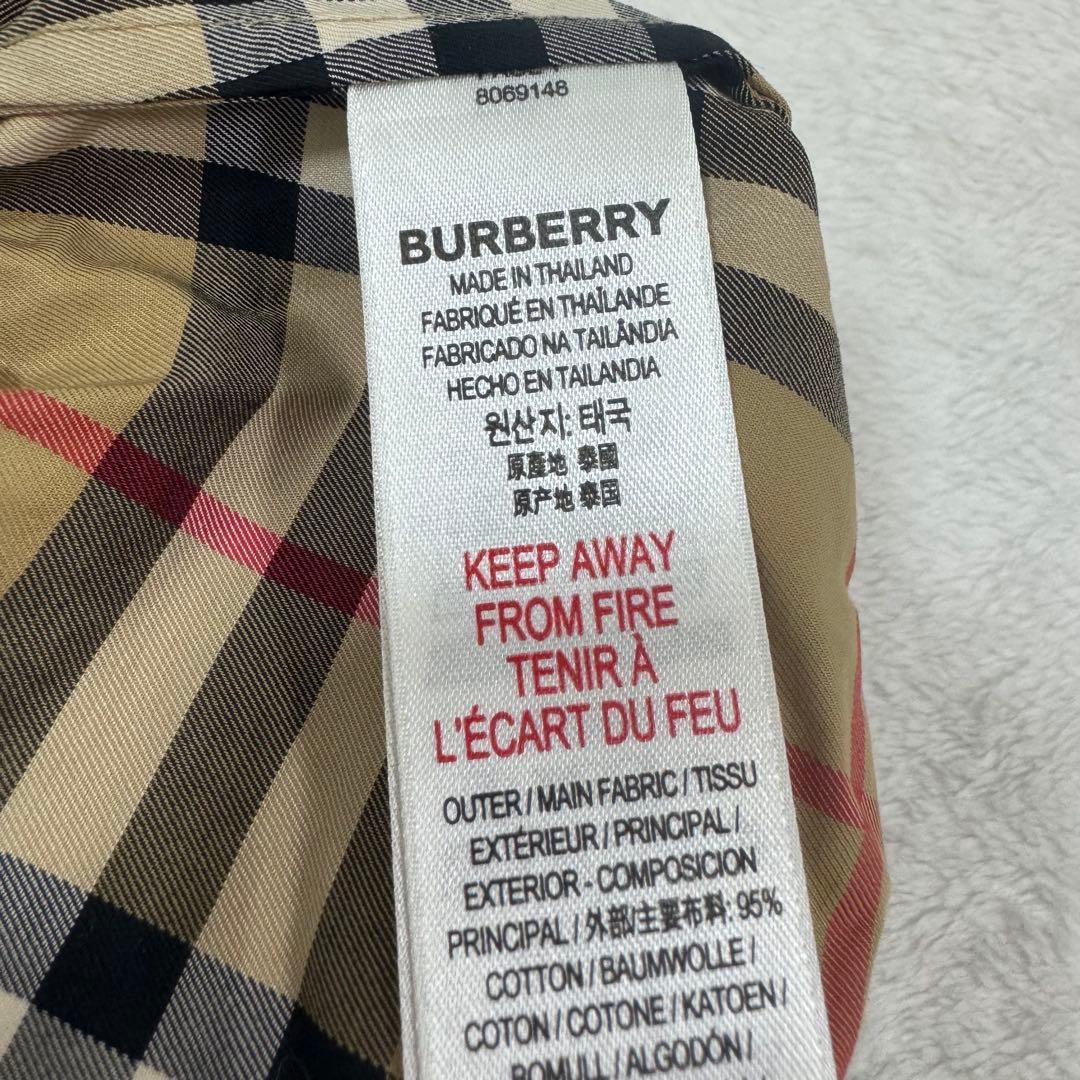 8069148
BURBERRY
MADE IN THAILAND
FABRIQUÉ EN THAÏLANDE
FABRICADO NA TAILÂNDIA
HECHO EN TAILANDIA
원산지: 태국
原產地 泰國
原产地 泰国
KEEP AWAY
FROM FIRE
TENIR À
L'ÉCART DU FEU
OUTER / MAIN FABRIC / TISSU
EXTÉRIEUR / PRINCIPAL /
EXTERIOR - COMPOSICION
PRINCIPAL / 外部/主要布料: 95%
COTTON / BAUMWOLLE /
COTON / COTONE / KATOEN /
BOMULL / ALGODÓN /